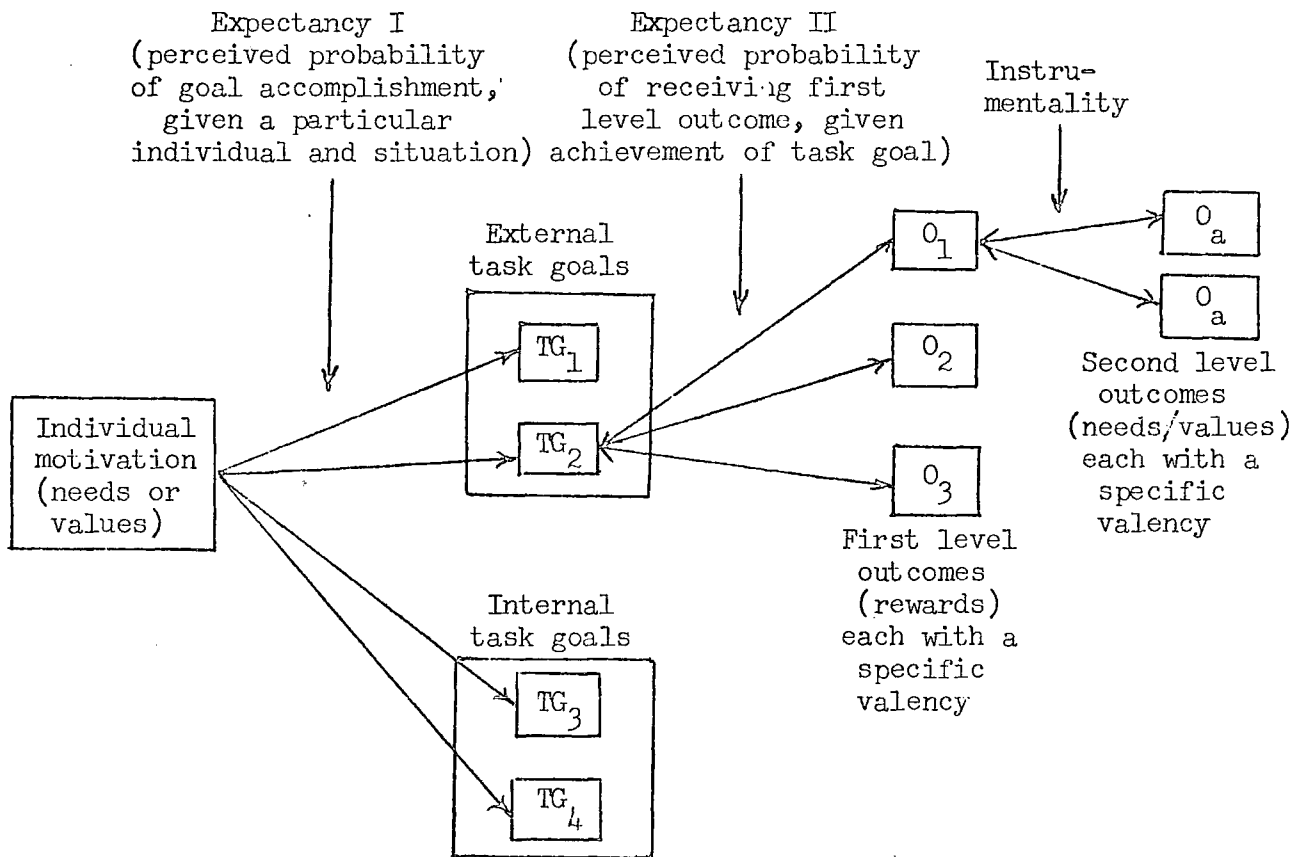 Expectancy I
(perceived probability
of goal accomplishment,
given a particular
individual and situation)
Expectancy II
(perceived probability
of receiving first
level outcome, given
achievement of task goal)
Instru-
mentality
External
task goals
TG1
TG2
Individual
motivation
(needs or
values)
Internal
task goals
TG3
TG4
O1
O2
O3
First level
outcomes
(rewards)
each with a
specific
valency
Oa
Oa
Second level
outcomes
(needs/values)
each with a
specific
valency